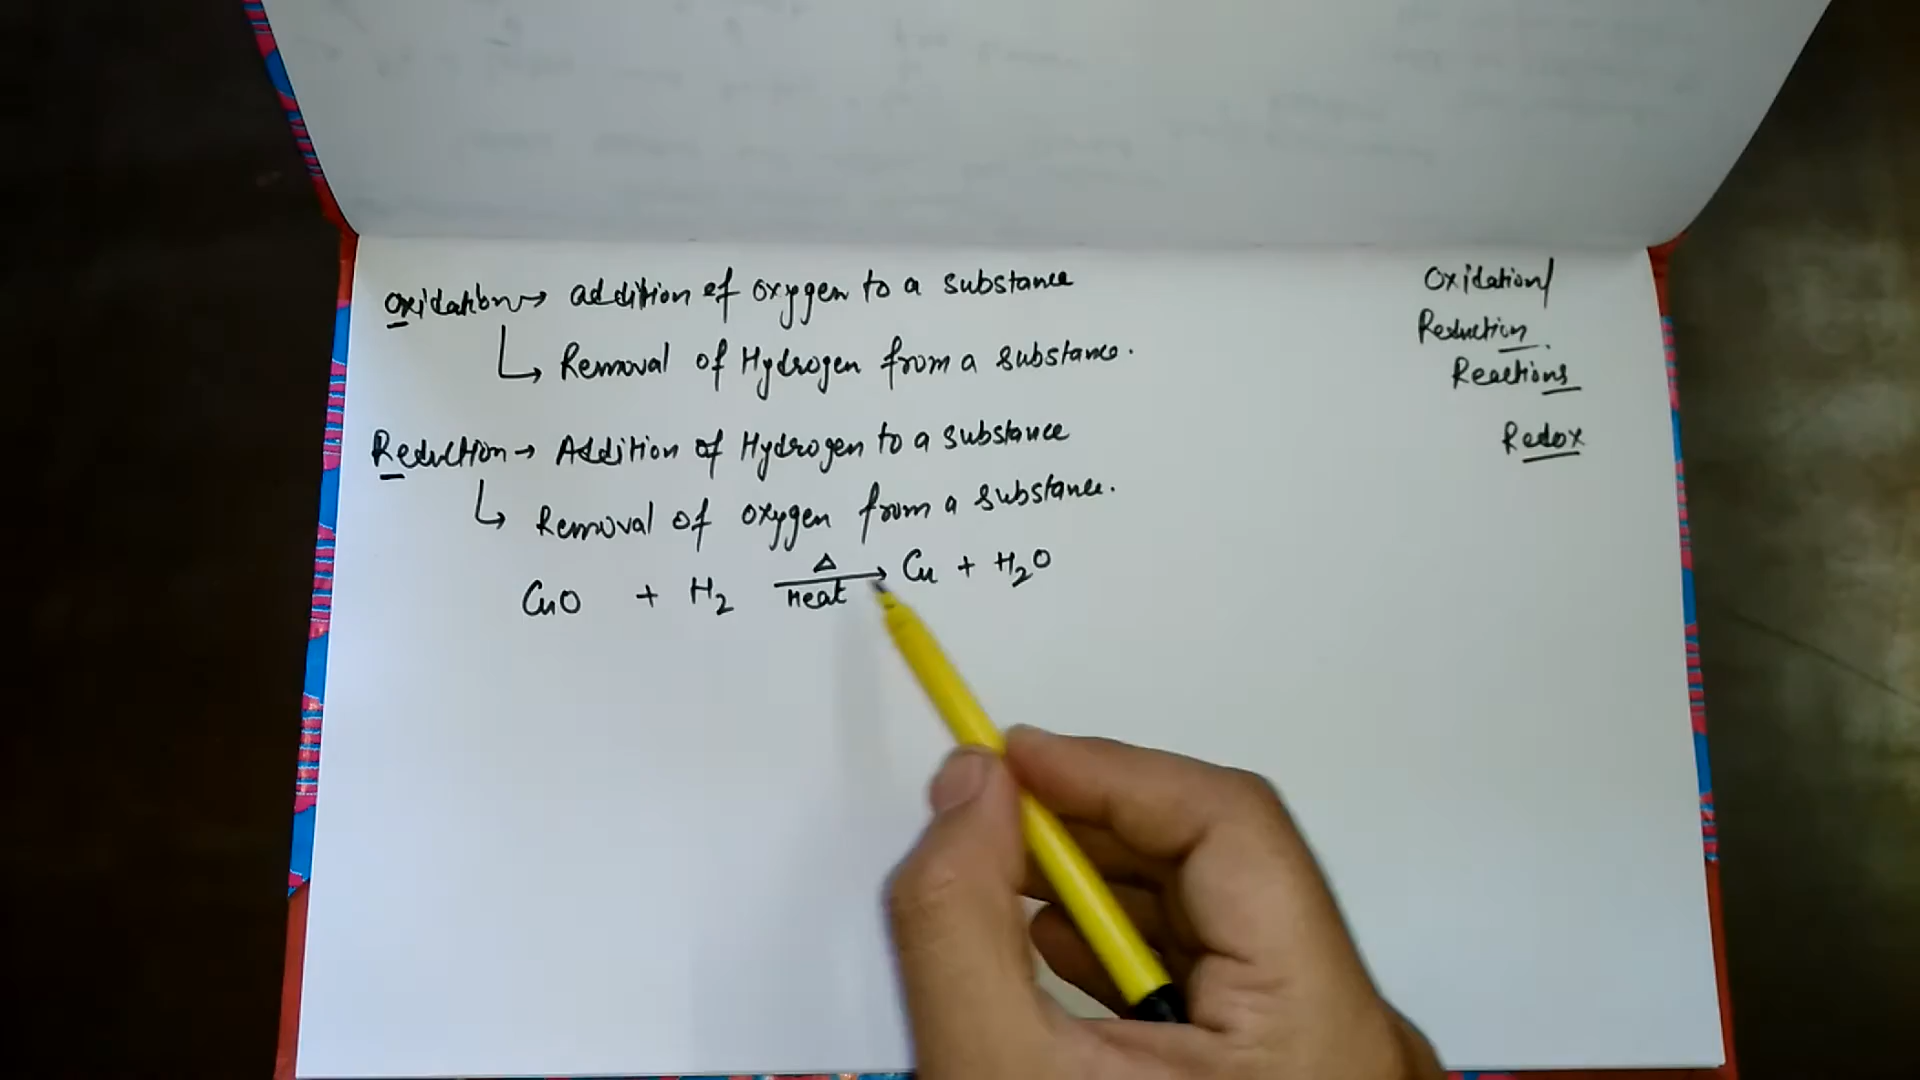 Oxidation → addition of oxygen to a substance
↳ Removal of Hydrogen from a substance.
Reduction → Addition of Hydrogen to a substance
↳ Removal of oxygen from a substance.
CuO + H₂ →[Δ / Heat] Cu + H₂O
Oxidation/
Reduction.
Reactions
Redox